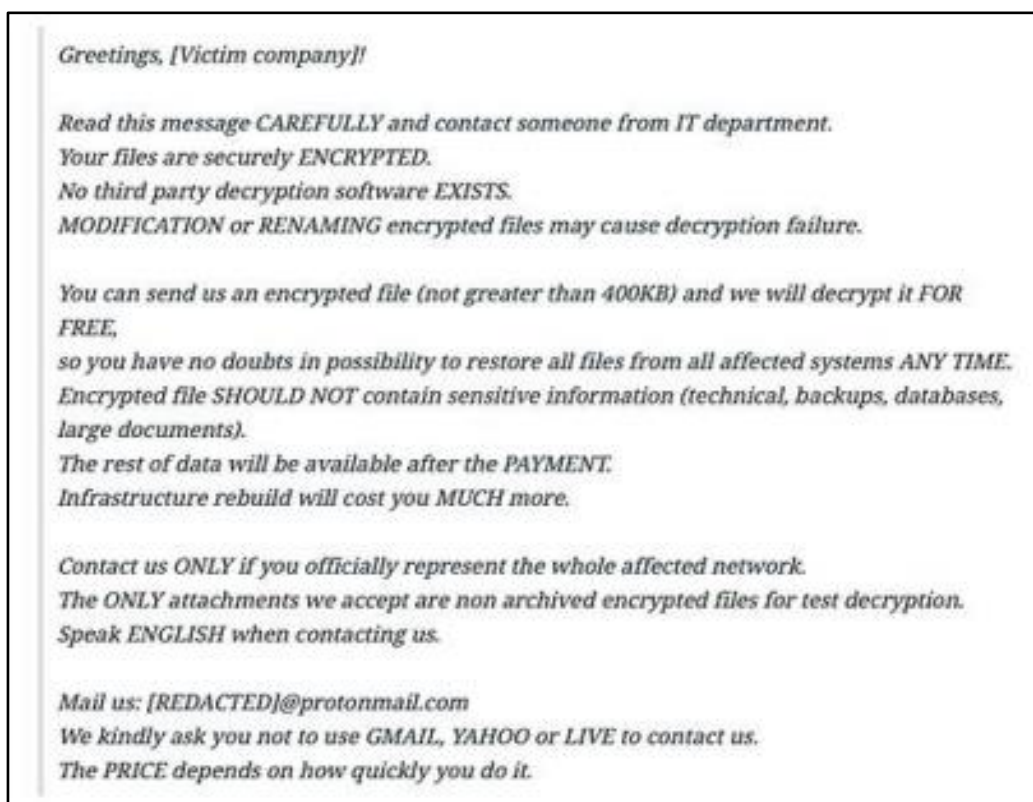 Greetings, [Victim company]!
Read this message CAREFULLY and contact someone from IT department.
Your files are securely ENCRYPTED.
No third party decryption software EXISTS.
MODIFICATION or RENAMING encrypted files may cause decryption failure.
You can send us an encrypted file (not greater than 400KB) and we will decrypt it FOR
FREE,
so you have no doubts in possibility to restore all files from all affected systems ANY TIME.
Encrypted file SHOULD NOT contain sensitive information (technical, backups, databases,
large documents).
The rest of data will be available after the PAYMENT.
Infrastructure rebuild will cost you MUCH more.
Contact us ONLY if you officially represent the whole affected network.
The ONLY attachments we accept are non archived encrypted files for test decryption.
Speak ENGLISH when contacting us.
Mail us: [REDACTED]@protonmail.com
We kindly ask you not to use GMAIL, YAHOO or LIVE to contact us.
The PRICE depends on how quickly you do it.